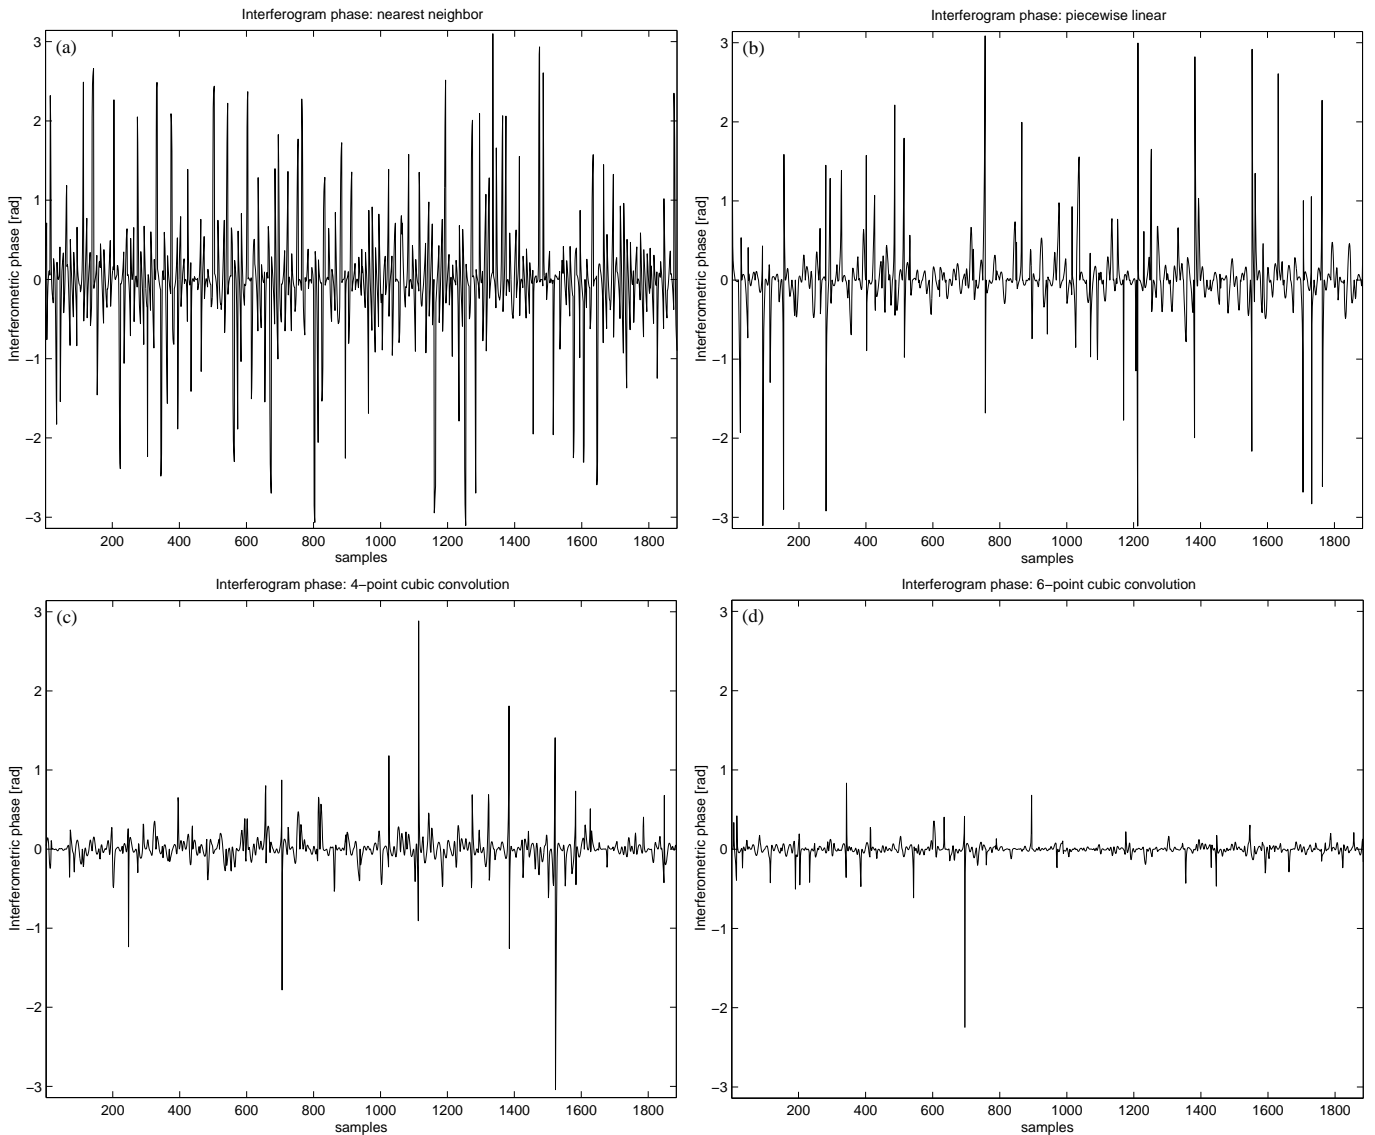 Interferogram phase: nearest neighbor
(a)
3
2
1
0
−1
−2
−3
Interferometric phase [rad]
200 400 600 800 1000 1200 1400 1600 1800
samples
Interferogram phase: piecewise linear
(b)
3
2
1
0
−1
−2
−3
Interferometric phase [rad]
200 400 600 800 1000 1200 1400 1600 1800
samples
Interferogram phase: 4−point cubic convolution
(c)
3
2
1
0
−1
−2
−3
Interferometric phase [rad]
200 400 600 800 1000 1200 1400 1600 1800
samples
Interferogram phase: 6−point cubic convolution
(d)
3
2
1
0
−1
−2
−3
Interferometric phase [rad]
200 400 600 800 1000 1200 1400 1600 1800
samples